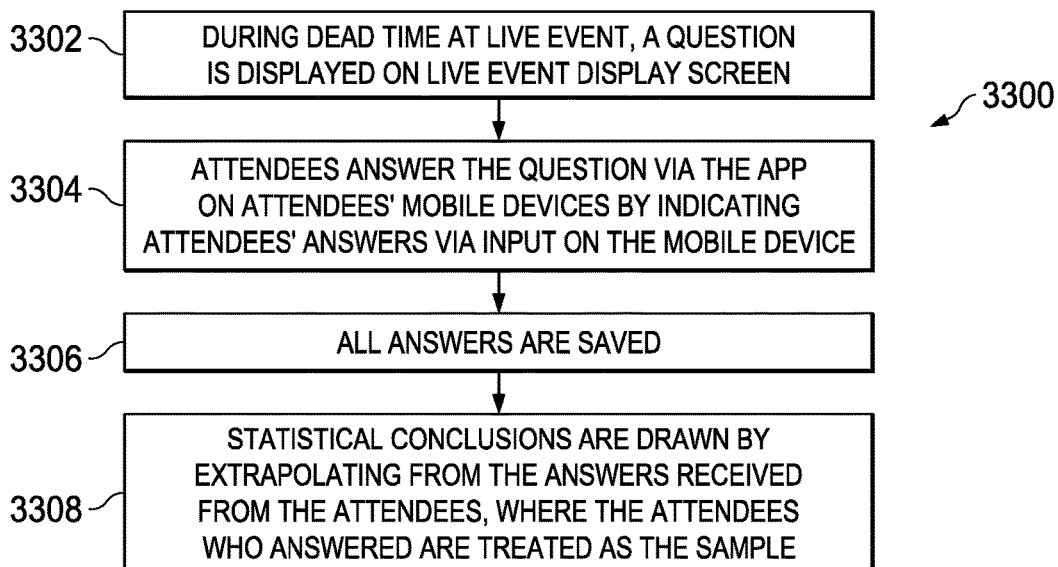 3302
DURING DEAD TIME AT LIVE EVENT, A QUESTION
IS DISPLAYED ON LIVE EVENT DISPLAY SCREEN
3300
3304
ATTENDEES ANSWER THE QUESTION VIA THE APP
ON ATTENDEES' MOBILE DEVICES BY INDICATING
ATTENDEES' ANSWERS VIA INPUT ON THE MOBILE DEVICE
3306
ALL ANSWERS ARE SAVED
3308
STATISTICAL CONCLUSIONS ARE DRAWN BY
EXTRAPOLATING FROM THE ANSWERS RECEIVED
FROM THE ATTENDEES, WHERE THE ATTENDEES
WHO ANSWERED ARE TREATED AS THE SAMPLE